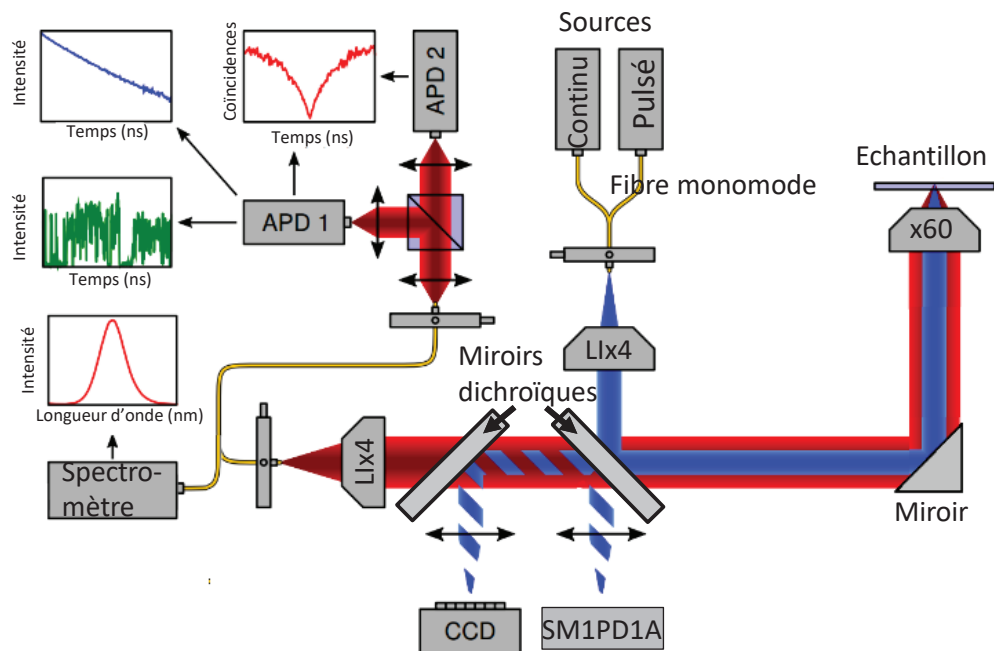 Sources
Continu
Pulsé
Fibre monomode
Echantillon
x60
Intensité
Temps (ns)
Coïncidences
Temps (ns)
APD 2
APD 1
Intensité
Temps (ns)
Intensité
Longueur d'onde (nm)
Spectro-
mètre
LIx4
Miroirs
dichroïques
LIx4
Miroir
CCD
SM1PD1A